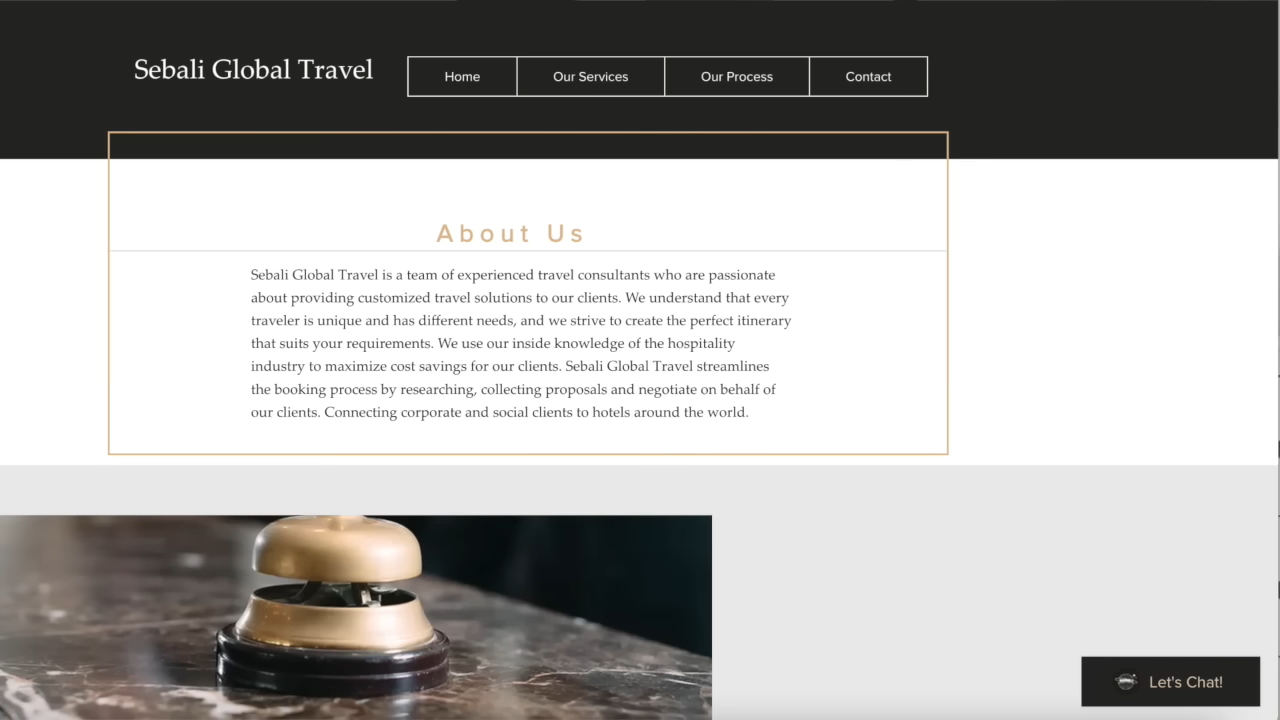 Sebali Global Travel
Home
Our Services
Our Process
Contact
About Us
Sebali Global Travel is a team of experienced travel consultants who are passionate
about providing customized travel solutions to our clients. We understand that every
traveler is unique and has different needs, and we strive to create the perfect itinerary
that suits your requirements. We use our inside knowledge of the hospitality
industry to maximize cost savings for our clients. Sebali Global Travel streamlines
the booking process by researching, collecting proposals and negotiate on behalf of
our clients. Connecting corporate and social clients to hotels around the world.
Let's Chat!